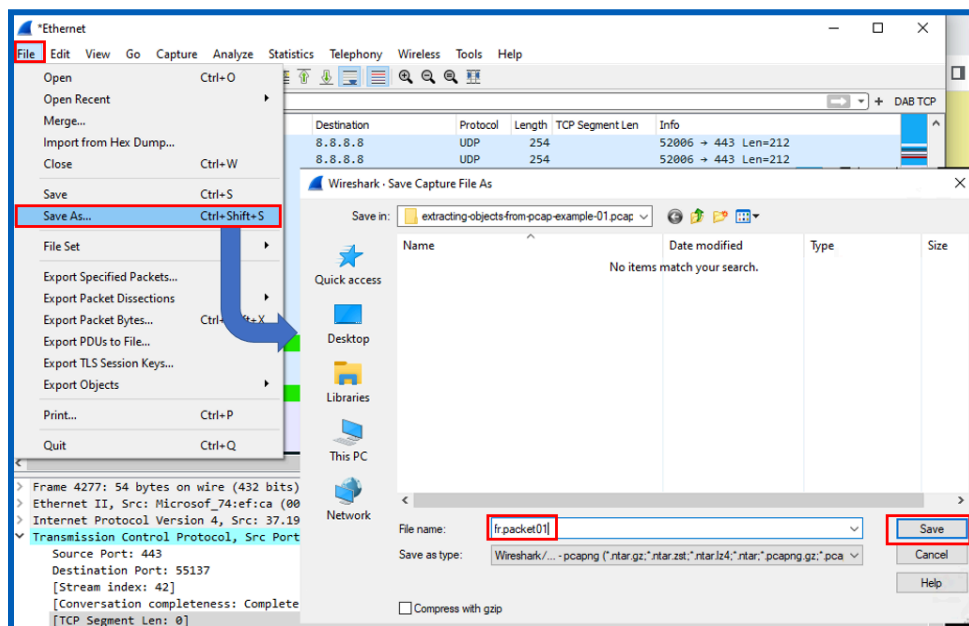 *Ethernet
File Edit View Go Capture Analyze Statistics Telephony Wireless Tools Help
Open Ctrl+O
Open Recent
Merge...
Import from Hex Dump...
Close Ctrl+W
Save Ctrl+S
Save As... Ctrl+Shift+S
File Set
Export Specified Packets...
Export Packet Dissections
Export Packet Bytes...
Export PDUs to File...
Export TLS Session Keys...
Export Objects
Print... Ctrl+P
Quit Ctrl+Q
+ DAB TCP
Destination Protocol Length TCP Segment Len Info
8.8.8.8 UDP 254 52006 → 443 Len=212
8.8.8.8 UDP 254 52006 → 443 Len=212
Wireshark · Save Capture File As
Save in: extracting-objects-from-pcap-example-01.pcap
Name Date modified Type Size
No items match your search.
Quick access
Desktop
Libraries
This PC
Network
File name: fr.packet01 Save
Save as type: Wireshark/... - pcapng (*.ntar.gz;*.ntar.zst;*.ntar.lz4;*.ntar;*.pcapng.gz;*.pca Cancel
Help
Compress with gzip
Frame 4277: 54 bytes on wire (432 bits)
Ethernet II, Src: Microsof_74:ef:ca (00
Internet Protocol Version 4, Src: 37.19
Transmission Control Protocol, Src Port
Source Port: 443
Destination Port: 55137
[Stream index: 42]
[Conversation completeness: Complete
[TCP Segment Len: 0]